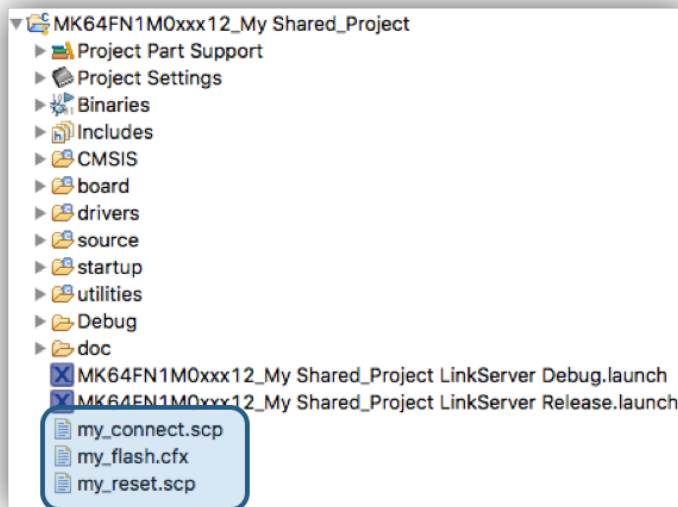 MK64FN1M0xxx12_My Shared_Project
Project Part Support
Project Settings
Binaries
Includes
CMSIS
board
drivers
source
startup
utilities
Debug
doc
MK64FN1M0xxx12_My Shared_Project LinkServer Debug.launch
MK64FN1M0xxx12_My Shared_Project LinkServer Release.launch
my_connect.scp
my_flash.cfx
my_reset.scp